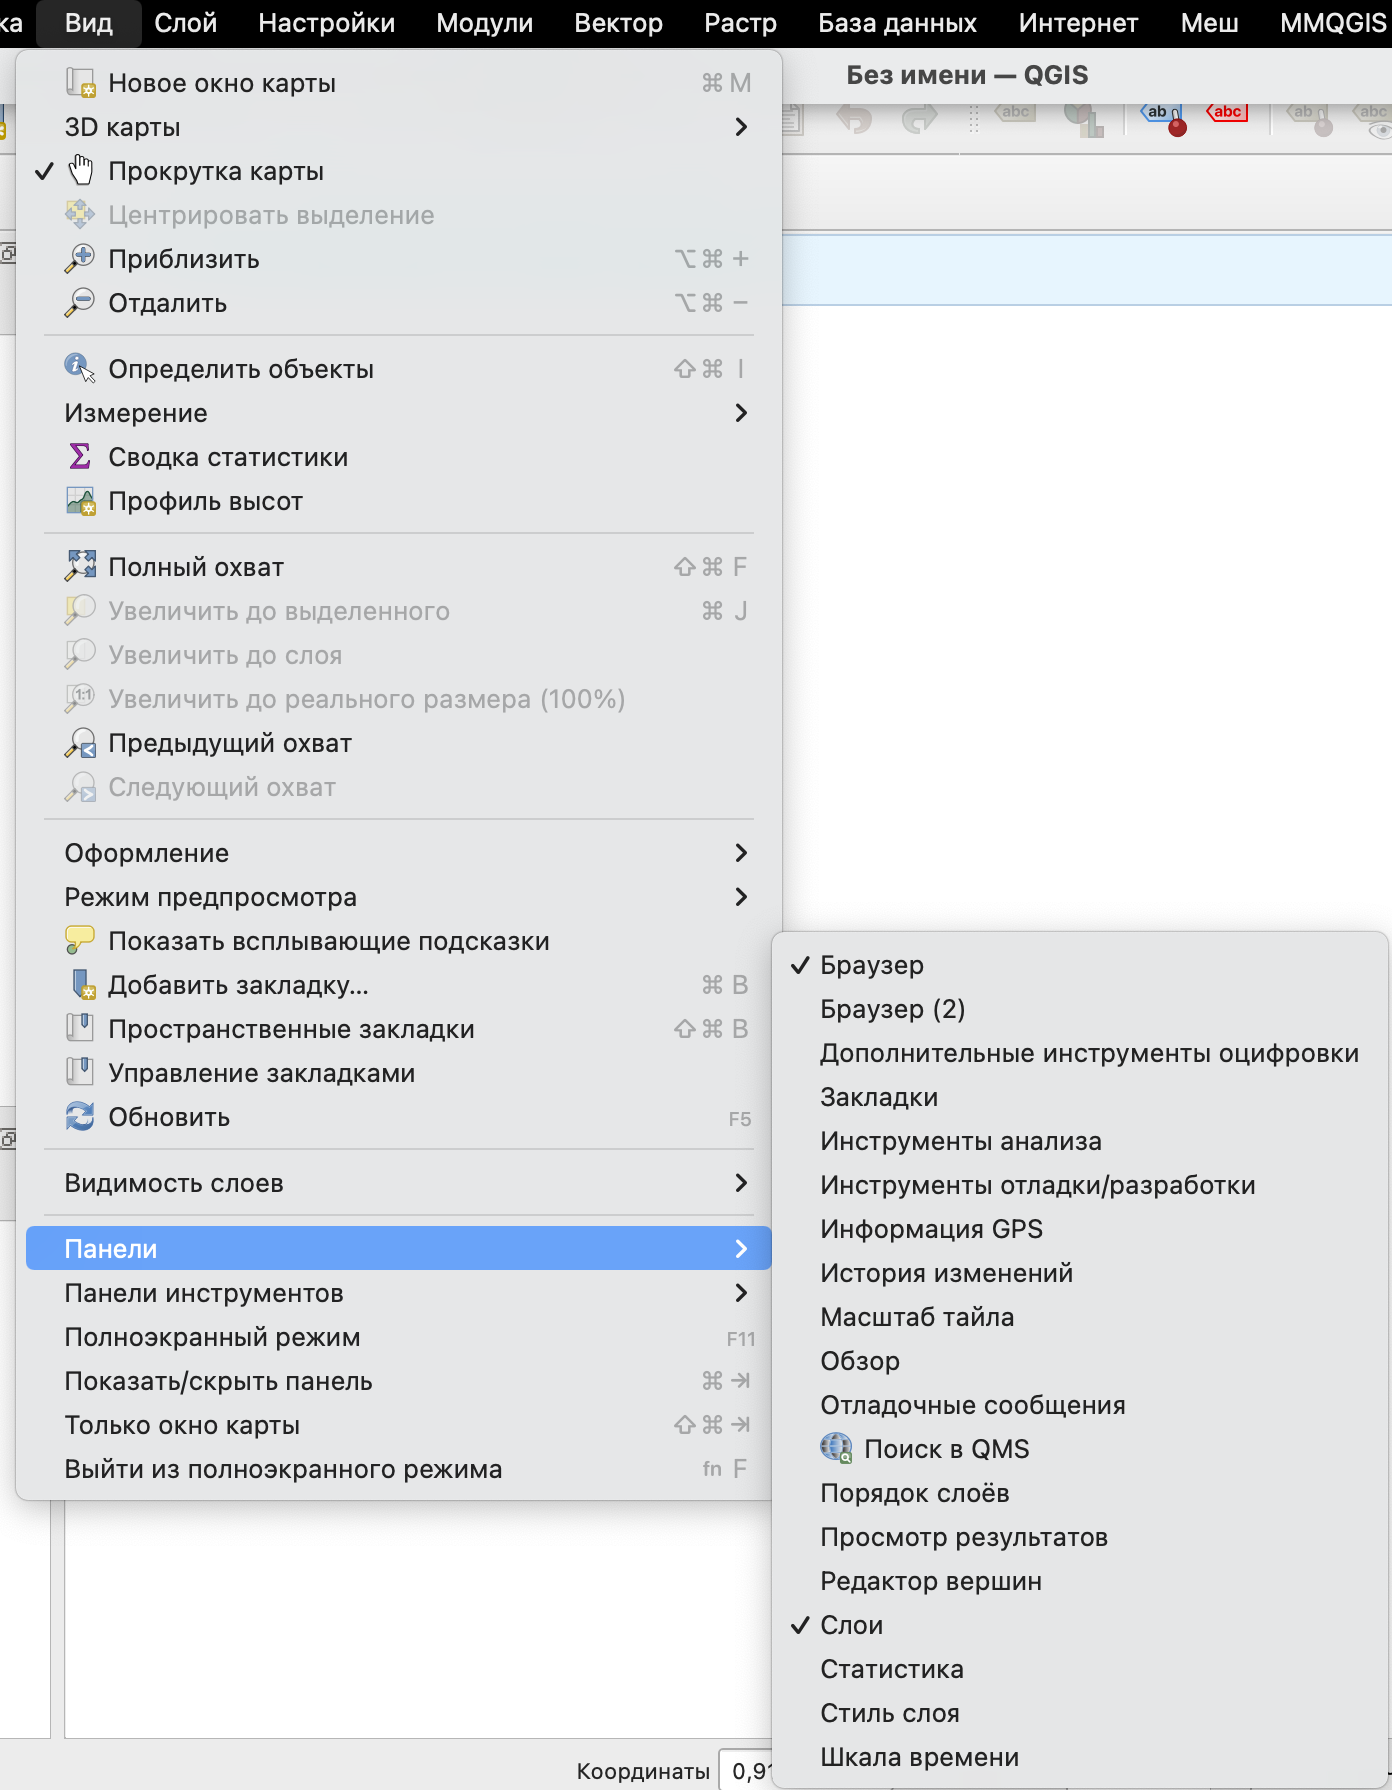 ка Вид Слой Настройки Модули Вектор Растр База данных Интернет Меш MMQGIS
Без имени — QGIS
abc ab abc ab abc
Новое окно карты ⌘ M
3D карты
Прокрутка карты
Центрировать выделение
Приблизить ⌥⌘ +
Отдалить ⌥⌘ −
Определить объекты ⇧⌘ I
Измерение
Σ Сводка статистики
Профиль высот
Полный охват ⇧⌘ F
Увеличить до выделенного ⌘ J
Увеличить до слоя
1:1 Увеличить до реального размера (100%)
Предыдущий охват
Следующий охват
Оформление
Режим предпросмотра
Показать всплывающие подсказки
Добавить закладку... ⌘ B
Пространственные закладки ⇧⌘ B
Управление закладками
Обновить F5
Видимость слоев
Панели
Панели инструментов
Полноэкранный режим F11
Показать/скрыть панель ⌘ ⇥
Только окно карты ⇧⌘ ⇥
Выйти из полноэкранного режима fn F
Браузер
Браузер (2)
Дополнительные инструменты оцифровки
Закладки
Инструменты анализа
Инструменты отладки/разработки
Информация GPS
История изменений
Масштаб тайла
Обзор
Отладочные сообщения
Поиск в QMS
Порядок слоёв
Просмотр результатов
Редактор вершин
Слои
Статистика
Стиль слоя
Шкала времени
Координаты 0,9